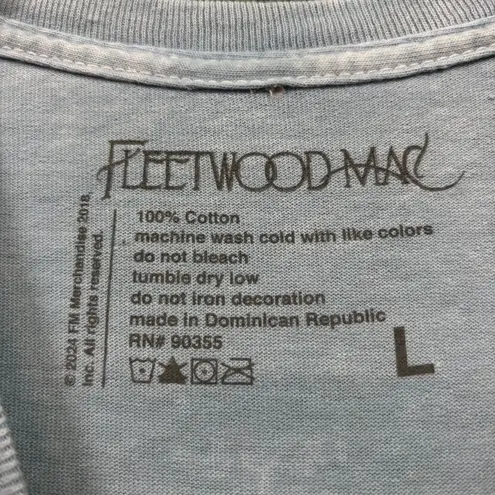 FLEETWOOD MAC
© 2024 FM Merchandise 2018,
Inc. All rights reserved.
100% Cotton
machine wash cold with like colors
do not bleach
tumble dry low
do not iron decoration
made in Dominican Republic
RN# 90355
L